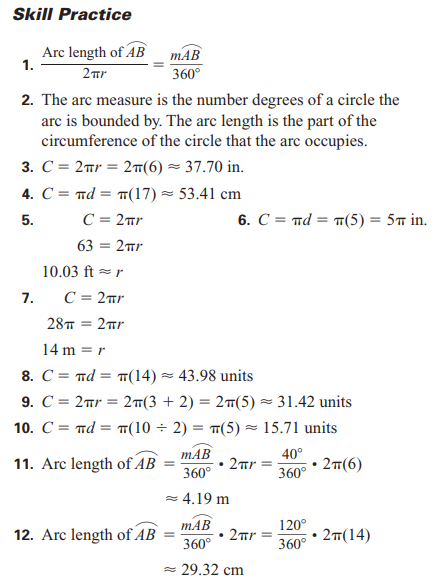 Skill Practice
1. Arc length of AB⌢ / 2πr = mAB⌢ / 360°
2. The arc measure is the number degrees of a circle the
arc is bounded by. The arc length is the part of the
circumference of the circle that the arc occupies.
3. C = 2πr = 2π(6) ≈ 37.70 in.
4. C = πd = π(17) ≈ 53.41 cm
5. C = 2πr 6. C = πd = π(5) = 5π in.
63 = 2πr
10.03 ft ≈ r
7. C = 2πr
28π = 2πr
14 m = r
8. C = πd = π(14) ≈ 43.98 units
9. C = 2πr = 2π(3 + 2) = 2π(5) ≈ 31.42 units
10. C = πd = π(10 ÷ 2) = π(5) ≈ 15.71 units
11. Arc length of AB⌢ = mAB⌢ / 360° • 2πr = 40° / 360° • 2π(6)
≈ 4.19 m
12. Arc length of AB⌢ = mAB⌢ / 360° • 2πr = 120° / 360° • 2π(14)
≈ 29.32 cm